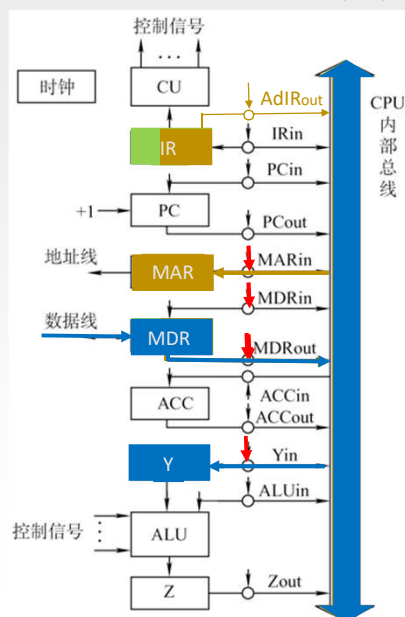 控制信号
...
时钟
CU
CPU
内
部
总
线
AdIRout
IR
IRin
PCin
+1
PC
PCout
地址线
MAR
MARin
MDRin
数据线
MDR
MDRout
ACC
ACCin
ACCout
Y
Yin
ALUin
控制信号
ALU
Z
Zout